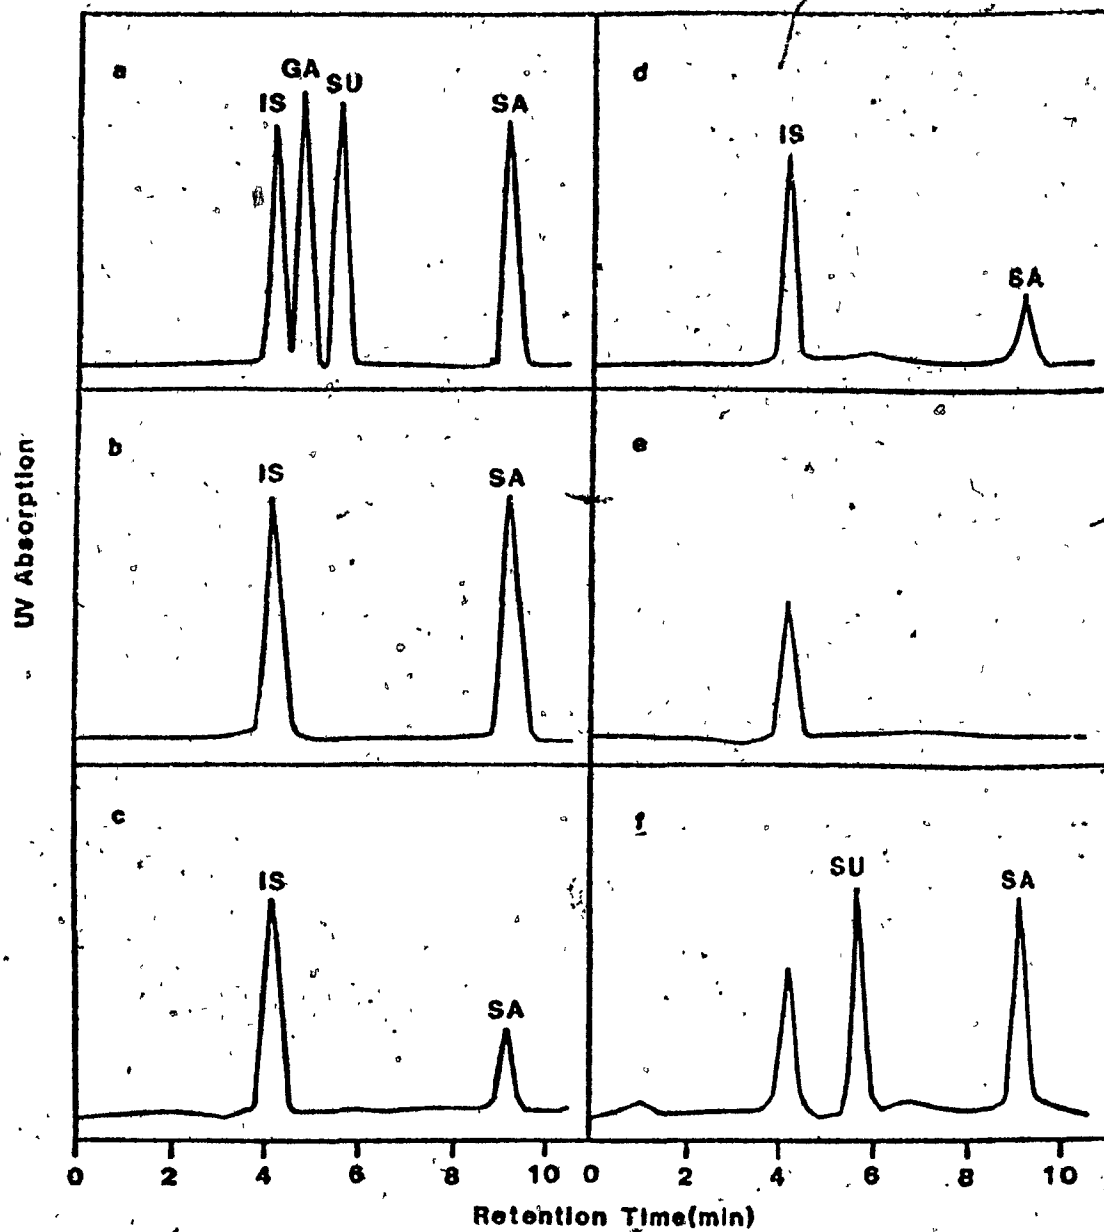 a
GA
SU
IS
SA
d
IS
SA
b
IS
SA
e
c
IS
SA
f
SU
SA
UV Absorption
0 2 4 6 8 10 0 2 4 6 8 10
Retention Time(min)